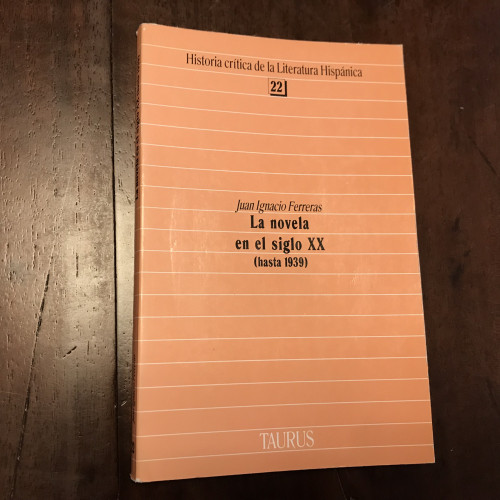 Historia crítica de la Literatura Hispánica
22
Juan Ignacio Ferreras
La novela
en el siglo XX
(hasta 1939)
TAURUS